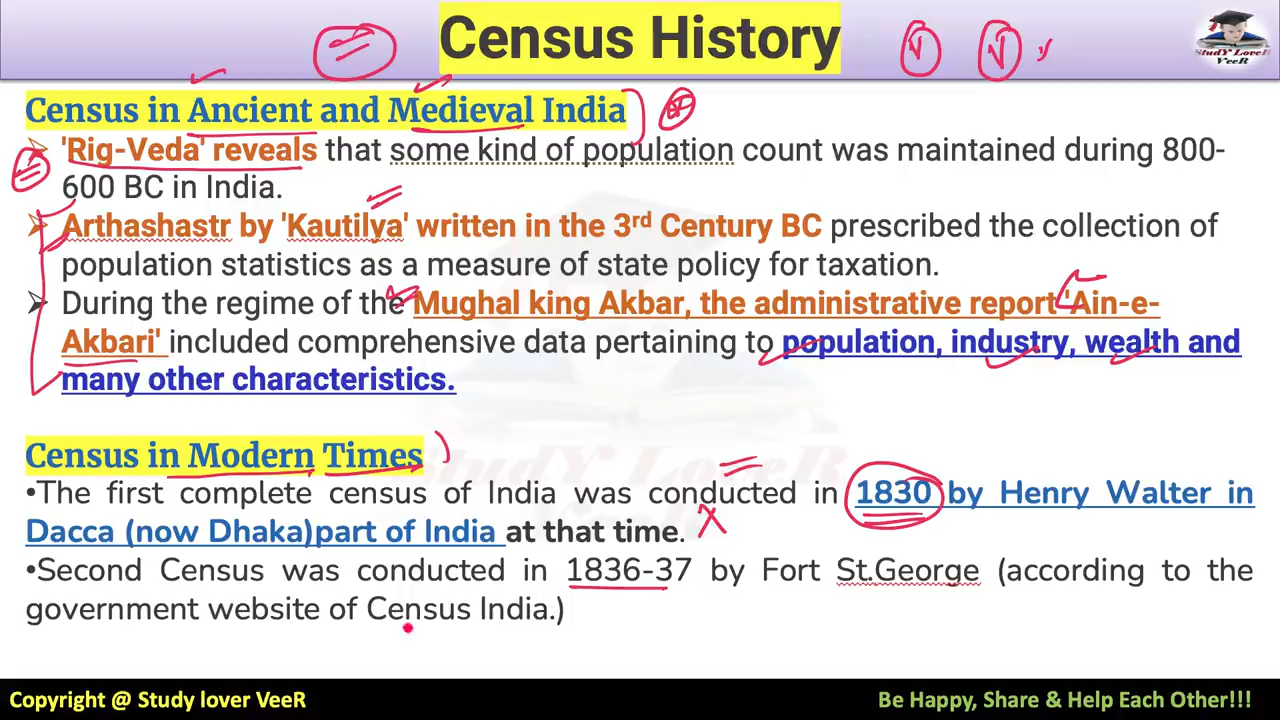 Census History
StudY LoveR
VeeR
Census in Ancient and Medieval India
➤ 'Rig-Veda' reveals that some kind of population count was maintained during 800-
600 BC in India.
➤ Arthashastr by 'Kautilya' written in the 3rd Century BC prescribed the collection of
population statistics as a measure of state policy for taxation.
➤ During the regime of the Mughal king Akbar, the administrative report 'Ain-e-
Akbari' included comprehensive data pertaining to population, industry, wealth and
many other characteristics.
Census in Modern Times
StudY LoveR
VeeR
•The first complete census of India was conducted in 1830 by Henry Walter in
Dacca (now Dhaka)part of India at that time.
•Second Census was conducted in 1836-37 by Fort St.George (according to the
government website of Census India.)
Copyright @ Study lover VeeR
Be Happy, Share & Help Each Other!!!